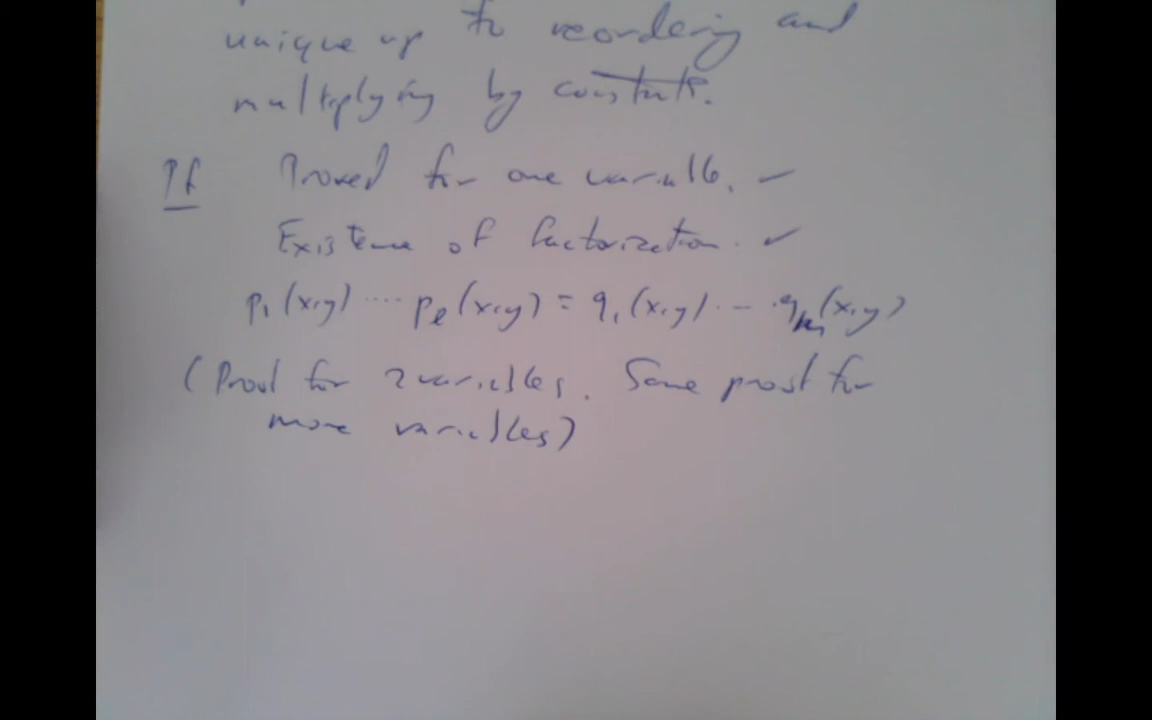 unique up to reordering and
multiplying by constants.
Pf Proved for one variable. ✓
Existence of factorization. ✓
p₁(x,y) ···· pℓ(x,y) = q₁(x,y) ··· qₘ(x,y)
(Proof for 2 variables. Same proof for
more variables)